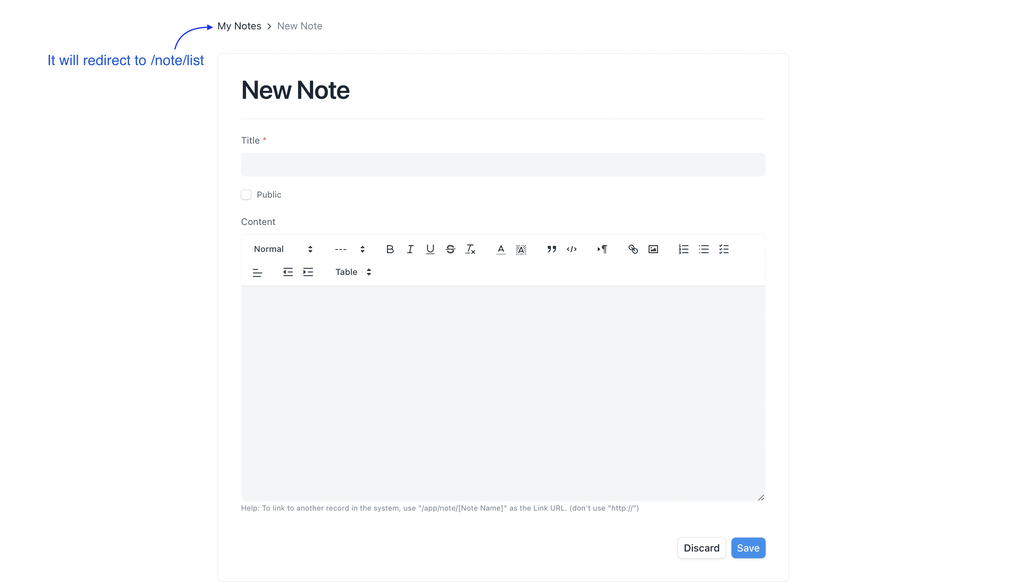 My Notes > New Note
It will redirect to /note/list
New Note
Title *
Public
Content
Normal --- B I U S Tx A A ” </> ¶
Table
Help: To link to another record in the system, use "/app/note/[Note Name]" as the Link URL. (don't use "http://")
Discard Save